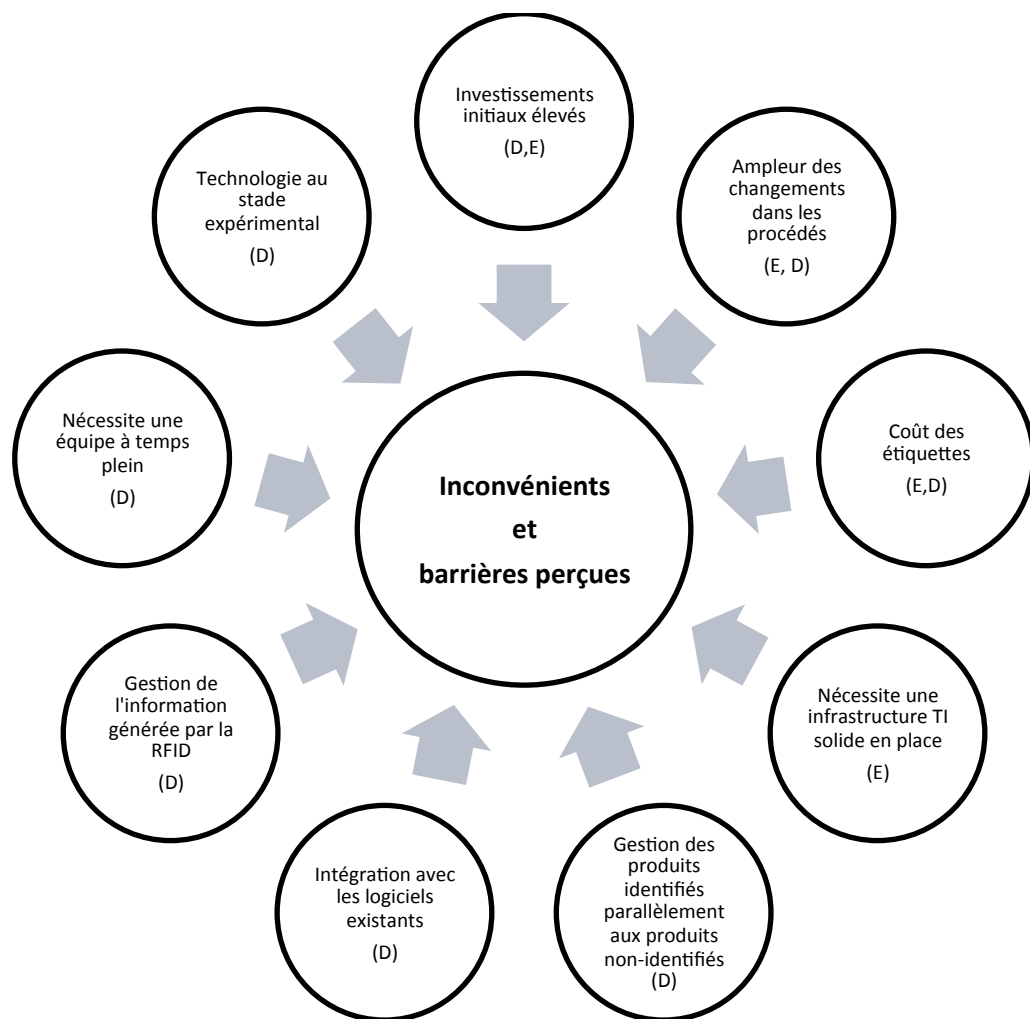 Investissements
initiaux élevés
(D,E)
Ampleur des
changements
dans les
procédés
(E, D)
Coût des
étiquettes
(E,D)
Nécessite une
infrastructure TI
solide en place
(E)
Gestion des
produits
identifiés
parallèlement
aux produits
non-identifiés
(D)
Intégration avec
les logiciels
existants
(D)
Gestion de
l'information
générée par la
RFID
(D)
Nécessite une
équipe à temps
plein
(D)
Technologie au
stade
expérimental
(D)
Inconvénients
et
barrières perçues